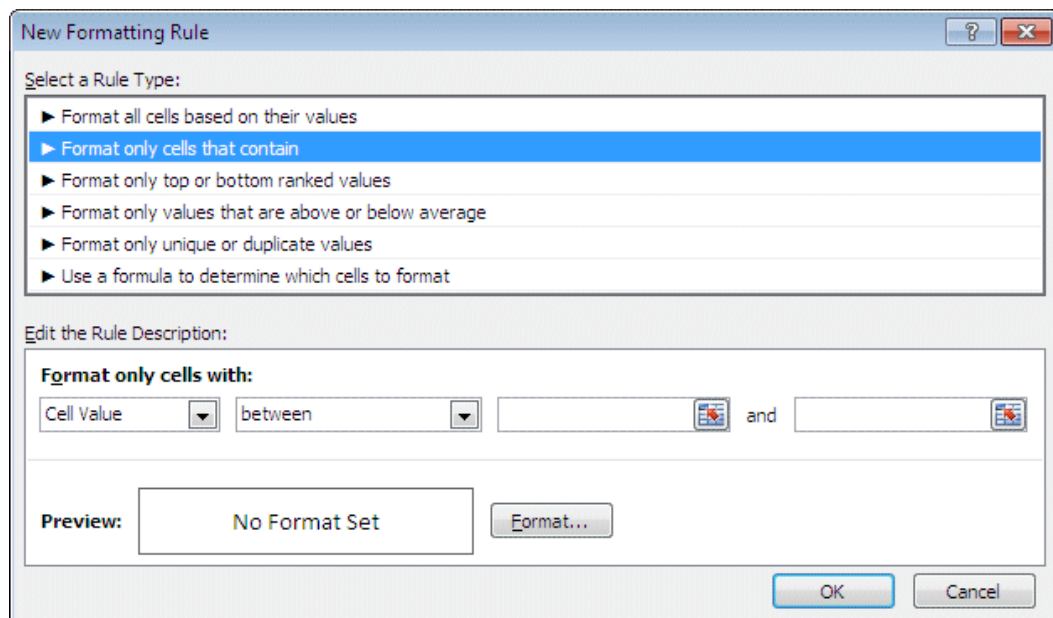 New Formatting Rule
Select a Rule Type:
► Format all cells based on their values
► Format only cells that contain
► Format only top or bottom ranked values
► Format only values that are above or below average
► Format only unique or duplicate values
► Use a formula to determine which cells to format
Edit the Rule Description:
Format only cells with:
Cell Value between and
Preview: No Format Set Format...
OK Cancel